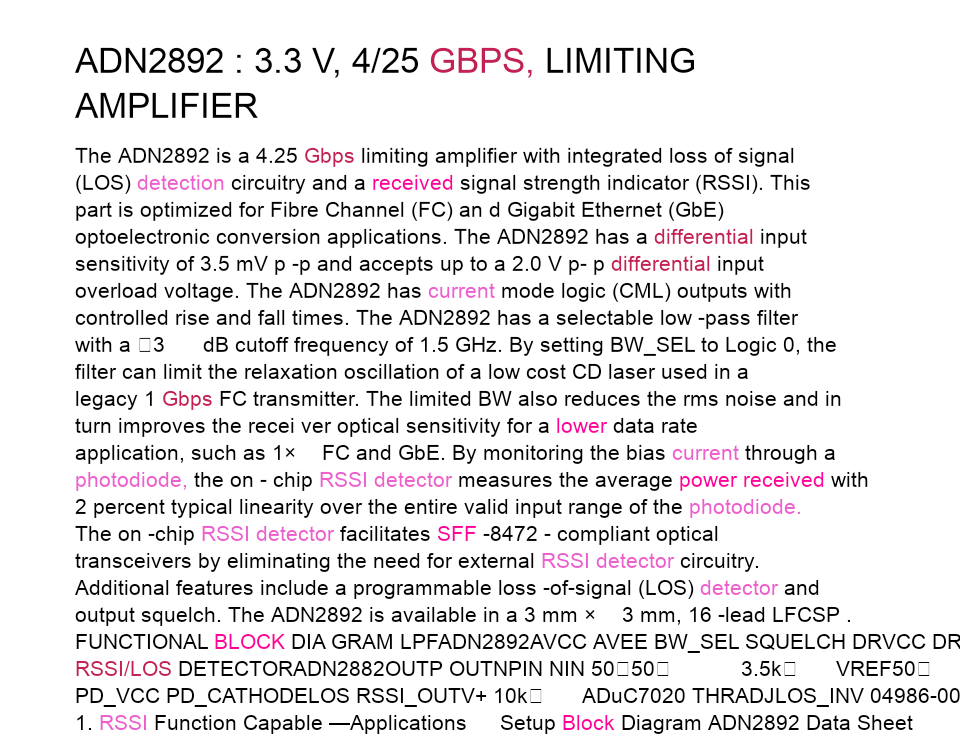 ADN2892 : 3.3 V, 4/25 GBPS, LIMITING
AMPLIFIER
The ADN2892 is a 4.25 Gbps limiting amplifier with integrated loss of signal
(LOS) detection circuitry and a received signal strength indicator (RSSI). This
part is optimized for Fibre Channel (FC) an d Gigabit Ethernet (GbE)
optoelectronic conversion applications. The ADN2892 has a differential input
sensitivity of 3.5 mV p -p and accepts up to a 2.0 V p- p differential input
overload voltage. The ADN2892 has current mode logic (CML) outputs with
controlled rise and fall times. The ADN2892 has a selectable low -pass filter
with a □3 dB cutoff frequency of 1.5 GHz. By setting BW_SEL to Logic 0, the
filter can limit the relaxation oscillation of a low cost CD laser used in a
legacy 1 Gbps FC transmitter. The limited BW also reduces the rms noise and in
turn improves the recei ver optical sensitivity for a lower data rate
application, such as 1× FC and GbE. By monitoring the bias current through a
photodiode, the on - chip RSSI detector measures the average power received with
2 percent typical linearity over the entire valid input range of the photodiode.
The on -chip RSSI detector facilitates SFF -8472 - compliant optical
transceivers by eliminating the need for external RSSI detector circuitry.
Additional features include a programmable loss -of-signal (LOS) detector and
output squelch. The ADN2892 is available in a 3 mm × 3 mm, 16 -lead LFCSP .
FUNCTIONAL BLOCK DIA GRAM LPFADN2892AVCC AVEE BW_SEL SQUELCH DRVCC DR
RSSI/LOS DETECTORADN2882OUTP OUTNPIN NIN 50□50□ 3.5k□ VREF50□
PD_VCC PD_CATHODELOS RSSI_OUTV+ 10k□ ADuC7020 THRADJLOS_INV 04986-00
1. RSSI Function Capable —Applications Setup Block Diagram ADN2892 Data Sheet